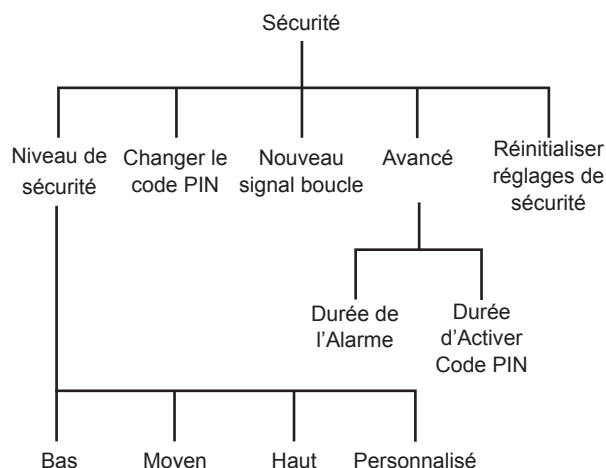 Sécurité
Niveau de
sécurité
Changer le
code PIN
Nouveau
signal boucle
Avancé
Réinitialiser
réglages de
sécurité
Durée de
l'Alarme
Durée
d'Activer
Code PIN
Bas
Moyen
Haut
Personnalisé